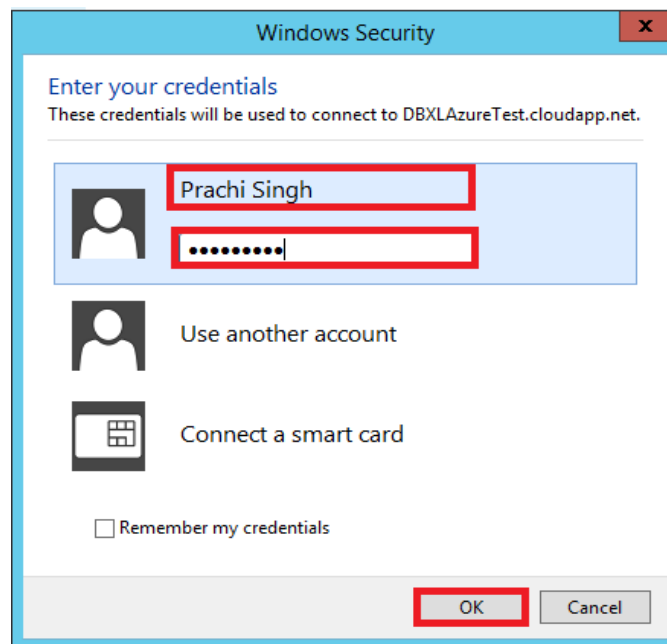 Windows Security
x
Enter your credentials
These credentials will be used to connect to DBXLAzureTest.cloudapp.net.
Prachi Singh
●●●●●●●●●
Use another account
Connect a smart card
Remember my credentials
OK Cancel